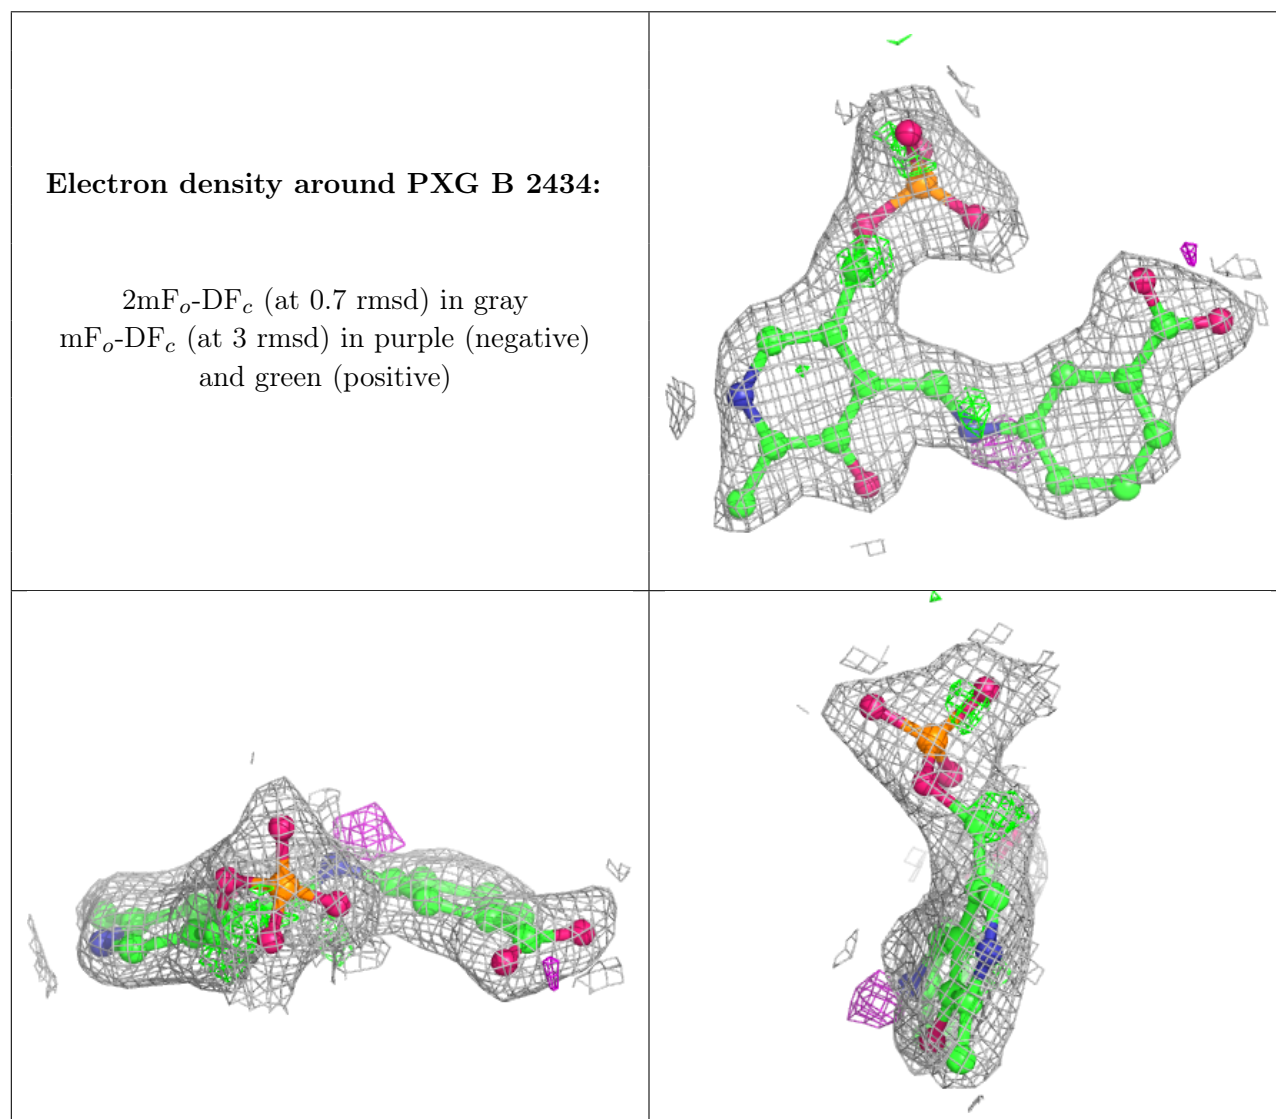 Electron density around PXG B 2434:
2mFo-DFc (at 0.7 rmsd) in gray
mFo-DFc (at 3 rmsd) in purple (negative)
and green (positive)